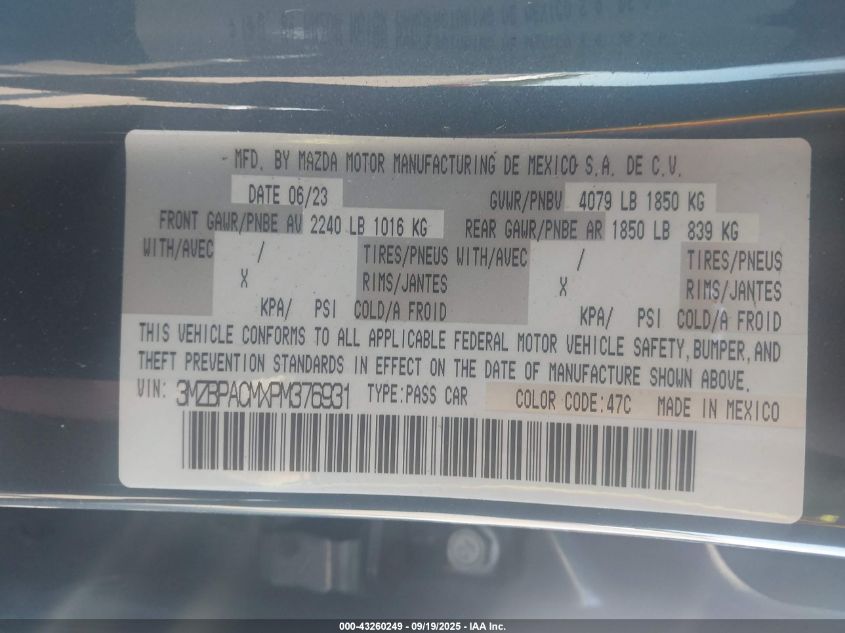 MFD. BY MAZDA MOTOR MANUFACTURING DE MEXICO S.A. DE C.V.
DATE 06/23 GVWR/PNBV 4079 LB 1850 KG
FRONT GAWR/PNBE AV 2240 LB 1016 KG REAR GAWR/PNBE AR 1850 LB 839 KG
WITH/AVEC / TIRES/PNEUS WITH/AVEC / TIRES/PNEUS
X RIMS/JANTES X RIMS/JANTES
KPA/ PSI COLD/A FROID KPA/ PSI COLD/A FROID
THIS VEHICLE CONFORMS TO ALL APPLICABLE FEDERAL MOTOR VEHICLE SAFETY, BUMPER, AND
THEFT PREVENTION STANDARDS IN EFFECT ON THE DATE OF MANUFACTURE SHOWN ABOVE.
VIN: 3MZBPACMXPM376931 TYPE:PASS CAR COLOR CODE:47C MADE IN MEXICO
000-43260249 - 09/19/2025 - IAA Inc.